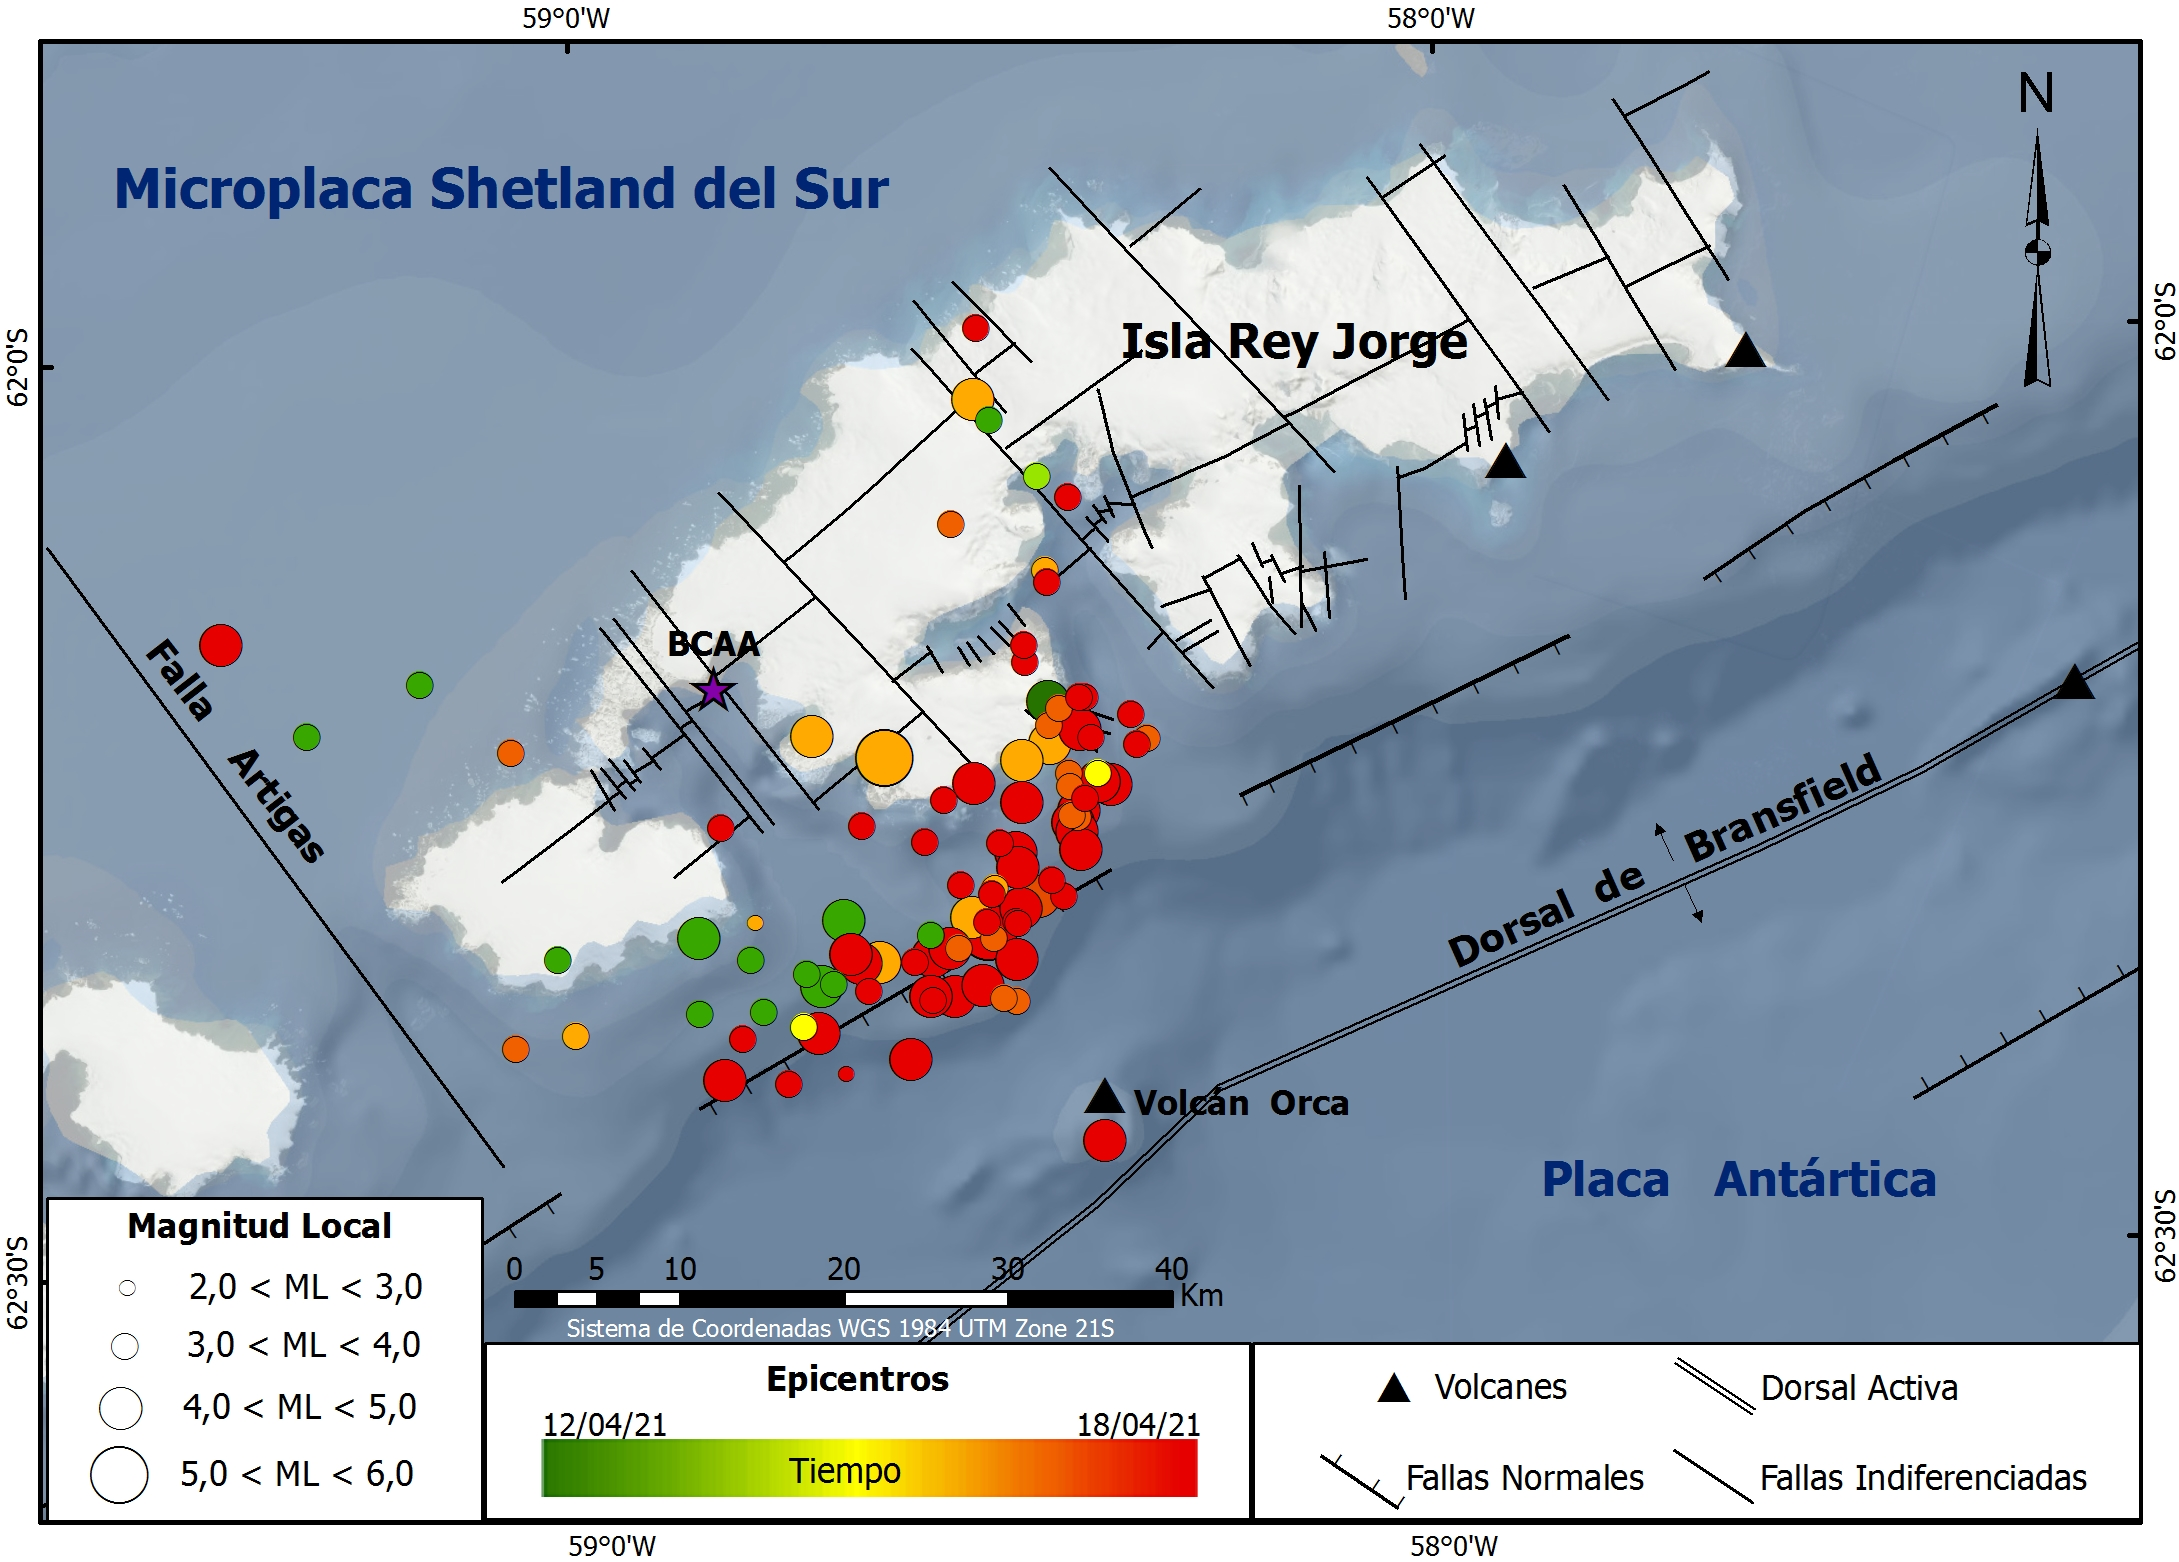 59°0'W
58°0'W
N
Microplaca Shetland del Sur
62°0'S
62°0'S
Isla Rey Jorge
BCAA
Falla Artigas
Dorsal de Bransfield
Volcán Orca
Placa Antártica
62°30'S
62°30'S
Magnitud Local
2,0 < ML < 3,0
3,0 < ML < 4,0
4,0 < ML < 5,0
5,0 < ML < 6,0
0 5 10 20 30 40
Km
Sistema de Coordenadas WGS 1984 UTM Zone 21S
Epicentros
12/04/21 18/04/21
Tiempo
Volcanes
Dorsal Activa
Fallas Normales
Fallas Indiferenciadas
59°0'W
58°0'W